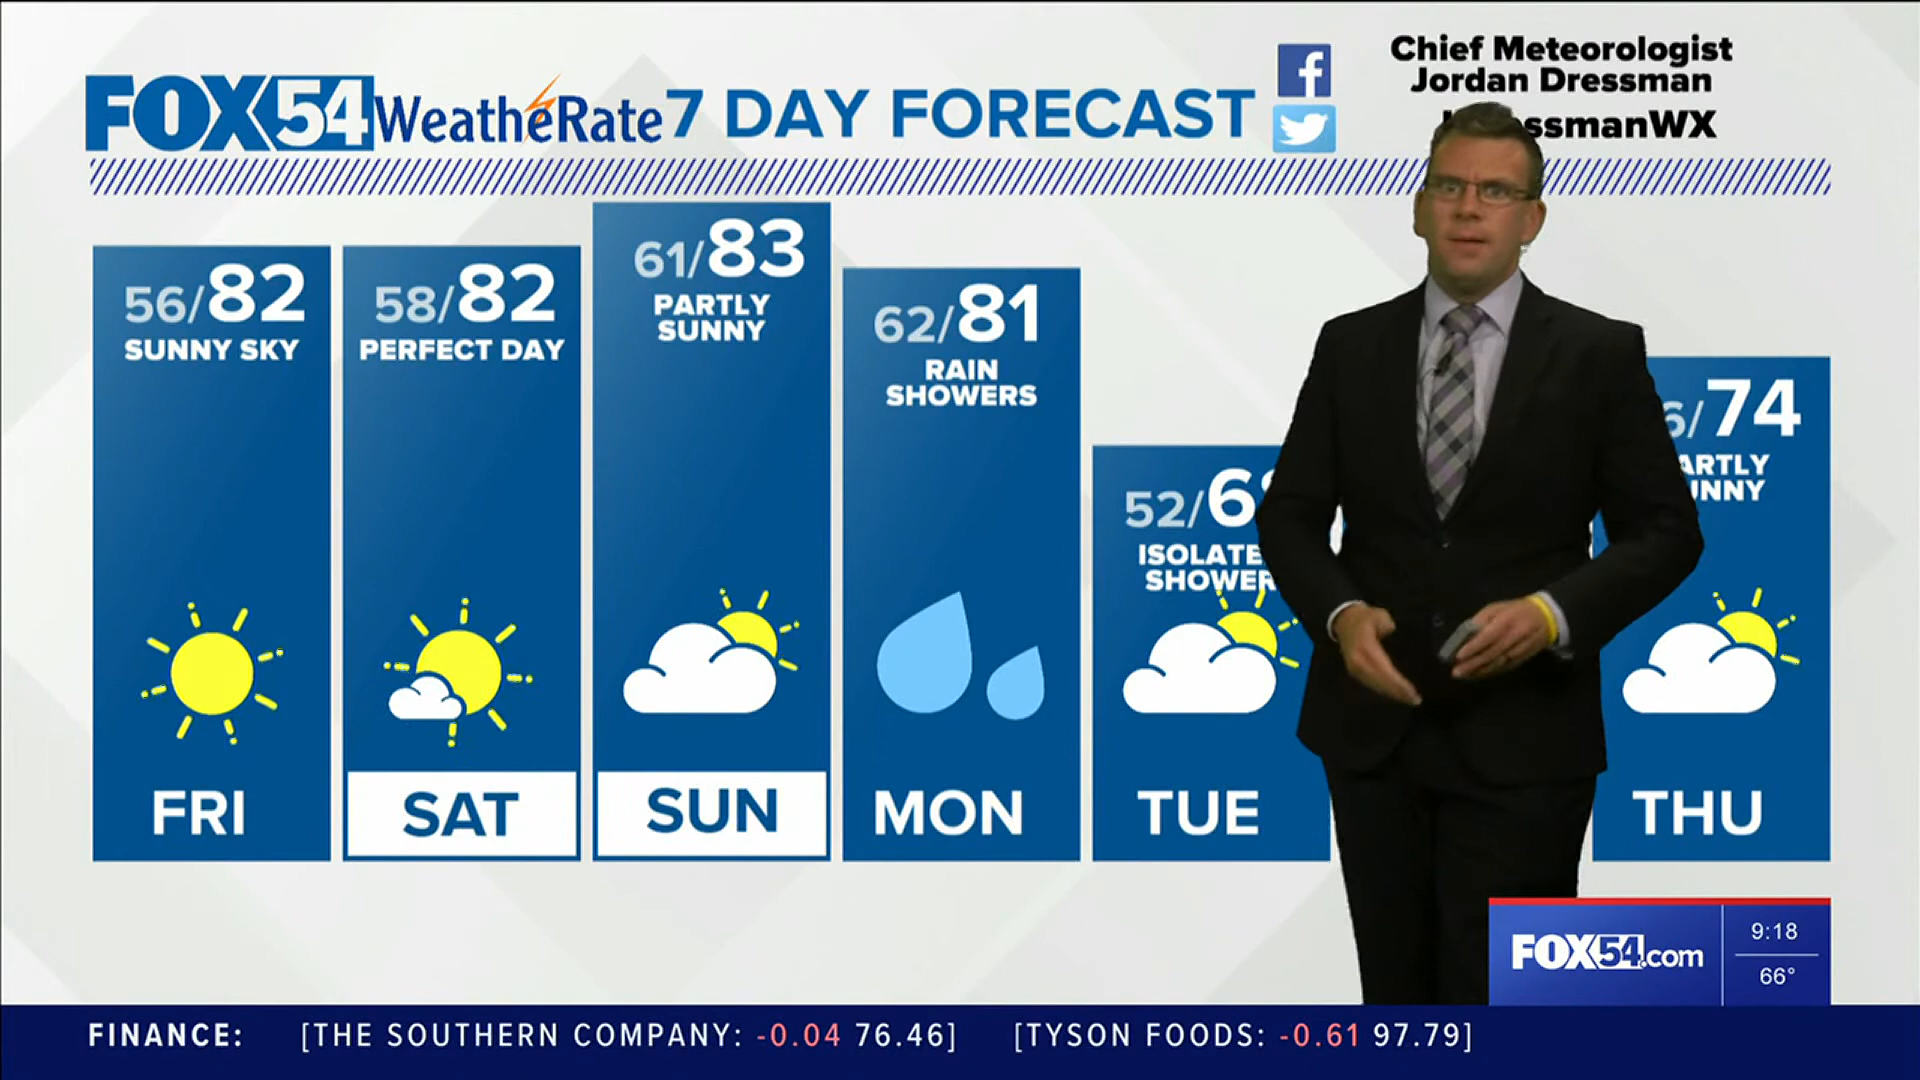 FOX54 WeatheRate 7 DAY FORECAST
Chief Meteorologist
Jordan Dressman
56/82
SUNNY SKY
FRI
58/82
PERFECT DAY
SAT
61/83
PARTLY
SUNNY
SUN
62/81
RAIN
SHOWERS
MON
52/
TUE
74
THU
FOX54.com
9:18
66°
FINANCE: [THE SOUTHERN COMPANY: -0.04 76.46] [TYSON FOODS: -0.61 97.79]